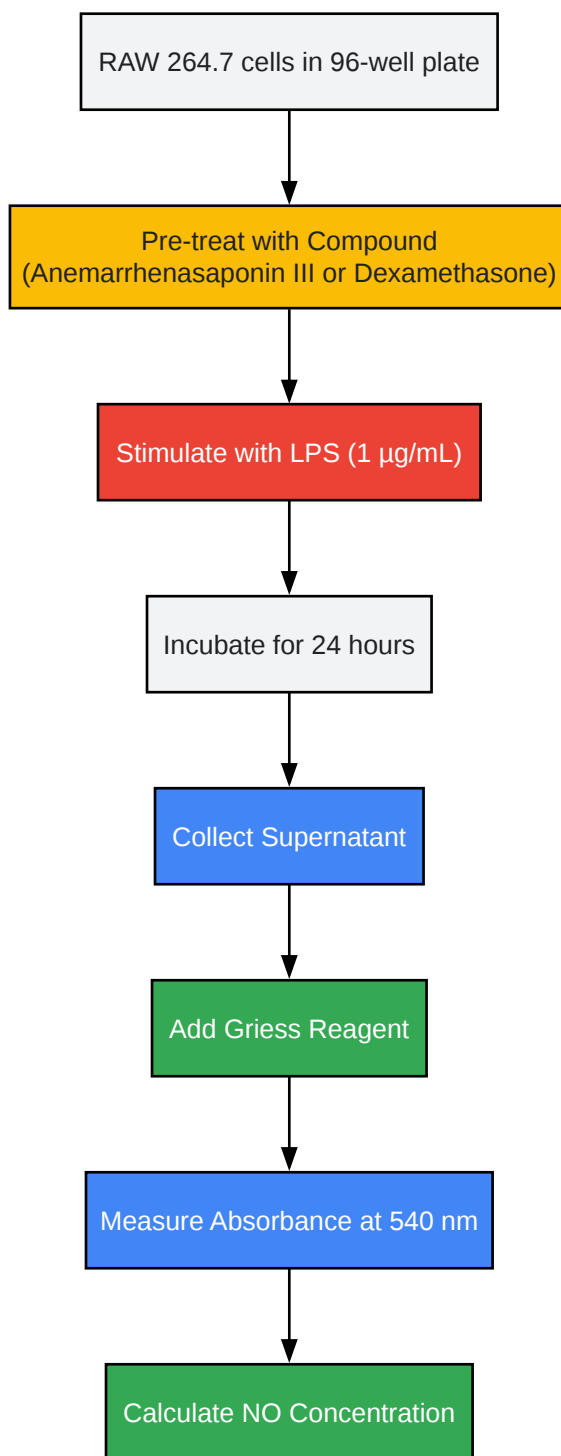 RAW 264.7 cells in 96-well plate
Pre-treat with Compound
(Anemarrhenasaponin III or Dexamethasone)
Stimulate with LPS (1 µg/mL)
Incubate for 24 hours
Collect Supernatant
Add Griess Reagent
Measure Absorbance at 540 nm
Calculate NO Concentration